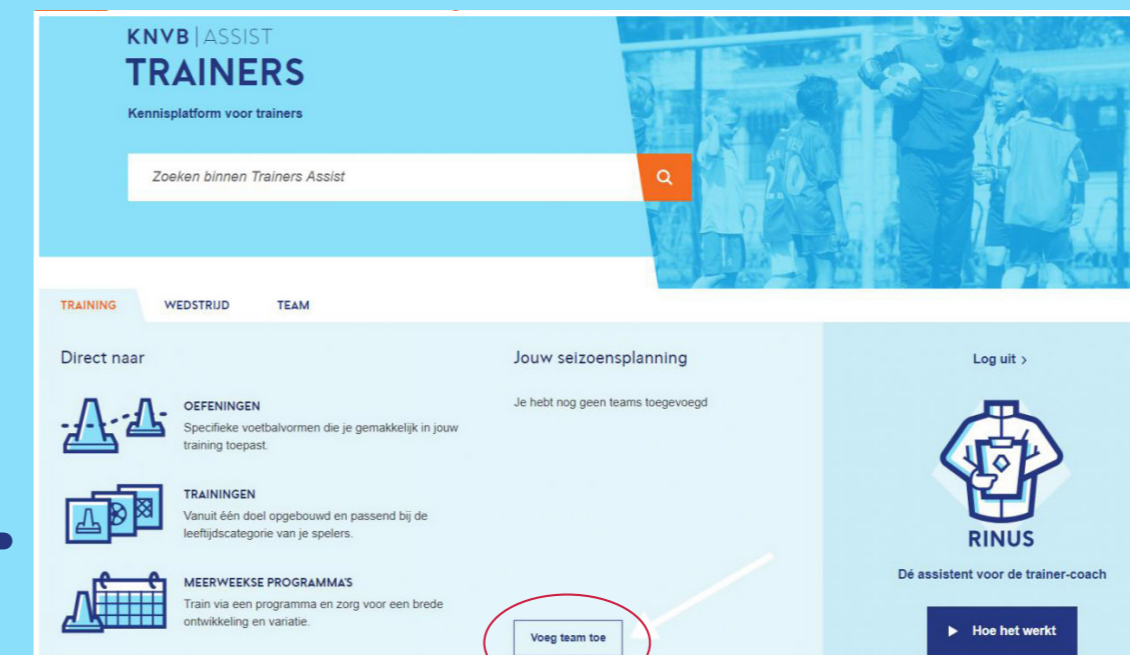 KNVB | ASSIST
TRAINERS
Kennisplatform voor trainers
Zoeken binnen Trainers Assist
TRAINING WEDSTRIJD TEAM
Direct naar
OEFENINGEN
Specifieke voetbalvormen die je gemakkelijk in jouw
training toepast.
TRAININGEN
Vanuit één doel opgebouwd en passend bij de
leeftijdscategorie van je spelers.
MEERWEEKSE PROGRAMMA'S
Train via een programma en zorg voor een brede
ontwikkeling en variatie.
Jouw seizoensplanning
Je hebt nog geen teams toegevoegd
Voeg team toe
Log uit >
RINUS
Dé assistent voor de trainer-coach
Hoe het werkt